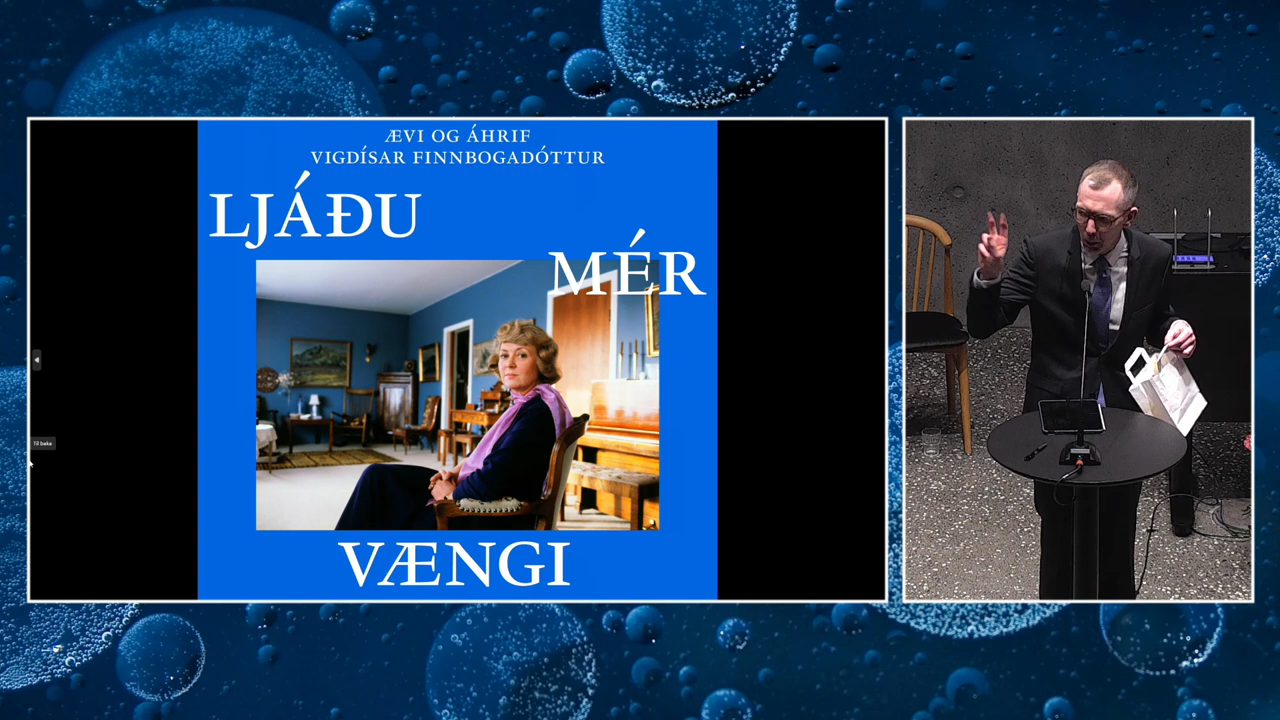 ÆVI OG ÁHRIF
VIGDÍSAR FINNBOGADÓTTUR
LJÁÐU
MÉR
VÆNGI
Til baka